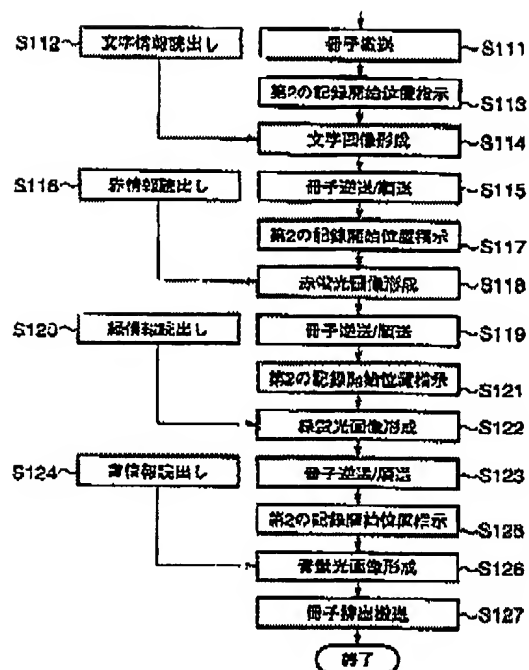 S112 文字情報読出し 冊子搬送 S111
第2の記録開始位置指示 S113
文字画像形成 S114
S116 赤情報読出し 冊子逆送/順送 S115
第2の記録開始位置指示 S117
赤蛍光画像形成 S118
S120 緑情報読出し 冊子逆送/順送 S119
第2の記録開始位置指示 S121
緑蛍光画像形成 S122
S124 青情報読出し 冊子逆送/順送 S123
第2の記録開始位置指示 S125
青蛍光画像形成 S126
冊子排出搬送 S127
終了